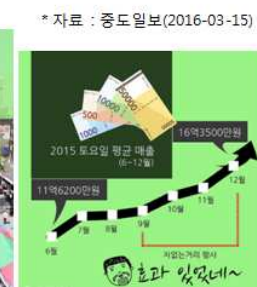 * 자료 : 중도일보(2016-03-15)
50000
10000
500
1000
2015 토요일 평균 매출
(6~12월)
16억3500만원
11억6200만원
6월
7월
8월
9월
10월
11월
12월
차없는거리 행사
효과 있었네~